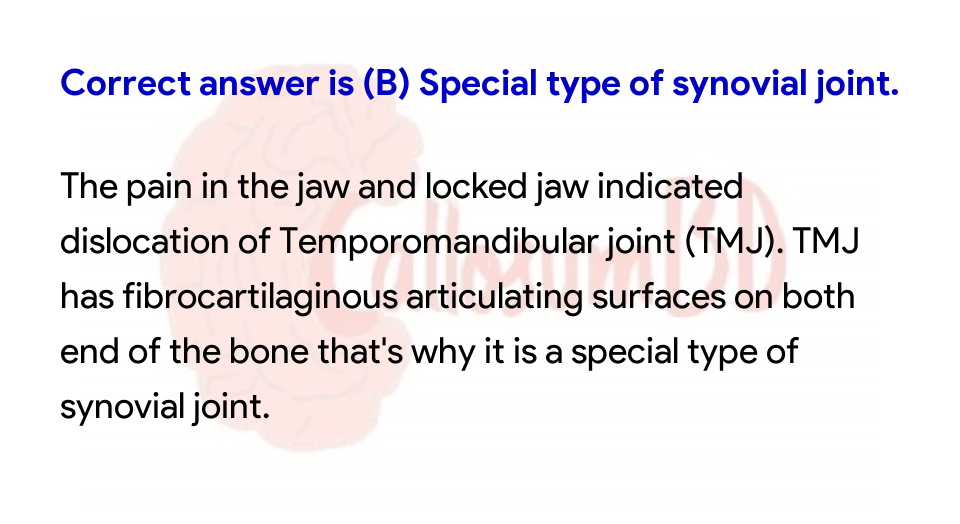 Correct answer is (B) Special type of synovial joint.
The pain in the jaw and locked jaw indicated
dislocation of Temporomandibular joint (TMJ). TMJ
has fibrocartilaginous articulating surfaces on both
end of the bone that's why it is a special type of
synovial joint.
CallosumBD